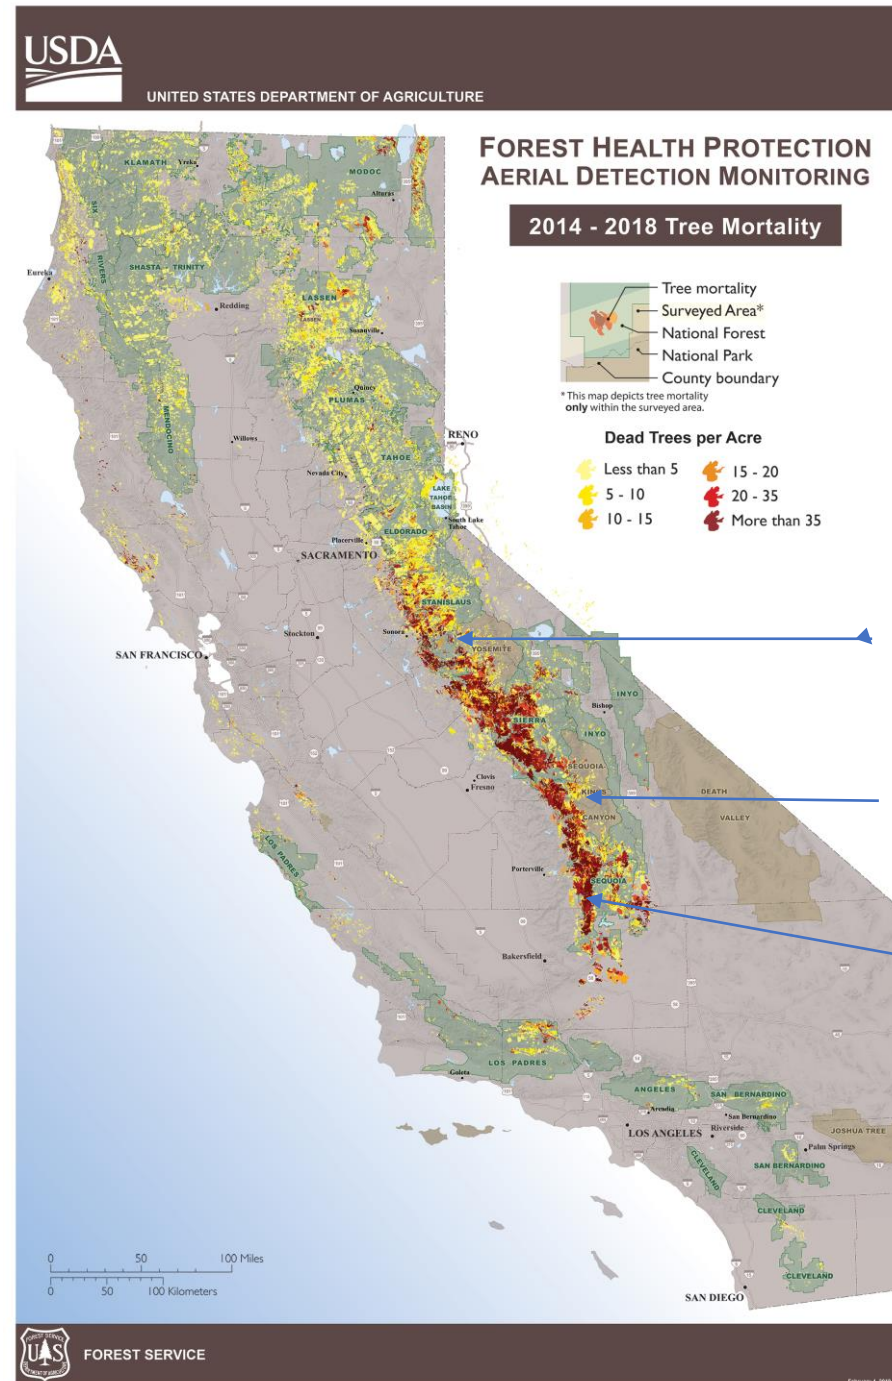 USDA
UNITED STATES DEPARTMENT OF AGRICULTURE
FOREST HEALTH PROTECTION
AERIAL DETECTION MONITORING
2014 - 2018 Tree Mortality
Tree mortality
Surveyed Area*
National Forest
National Park
County boundary
* This map depicts tree mortality
only within the surveyed area.
Dead Trees per Acre
Less than 5
15 - 20
5 - 10
20 - 35
10 - 15
More than 35
KLAMATH
Yreka
MODOC
Alturas
SIX
RIVERS
Eureka
SHASTA - TRINITY
Redding
LASSEN
LASSEN
Susanville
Quincy
PLUMAS
MENDOCINO
Willows
RENO
TAHOE
Nevada City
LAKE
TAHOE
BASIN
South Lake
Tahoe
ELDORADO
Placerville
SACRAMENTO
STANISLAUS
Sonora
Stockton
YOSEMITE
SAN FRANCISCO
INYO
Bishop
SIERRA
INYO
SEQUOIA
Clovis
Fresno
KINGS
CANYON
DEATH
VALLEY
LOS PADRES
Porterville
SEQUOIA
Bakersfield
LOS PADRES
Goleta
ANGELES
SAN BERNARDINO
Arcadia
San Bernardino
LOS ANGELES
Riverside
JOSHUA TREE
Palm Springs
SAN BERNARDINO
CLEVELAND
CLEVELAND
CLEVELAND
SAN DIEGO
0 50 100 Miles
0 50 100 Kilometers
FOREST SERVICE
U S
DEPARTMENT OF AGRICULTURE
FOREST SERVICE